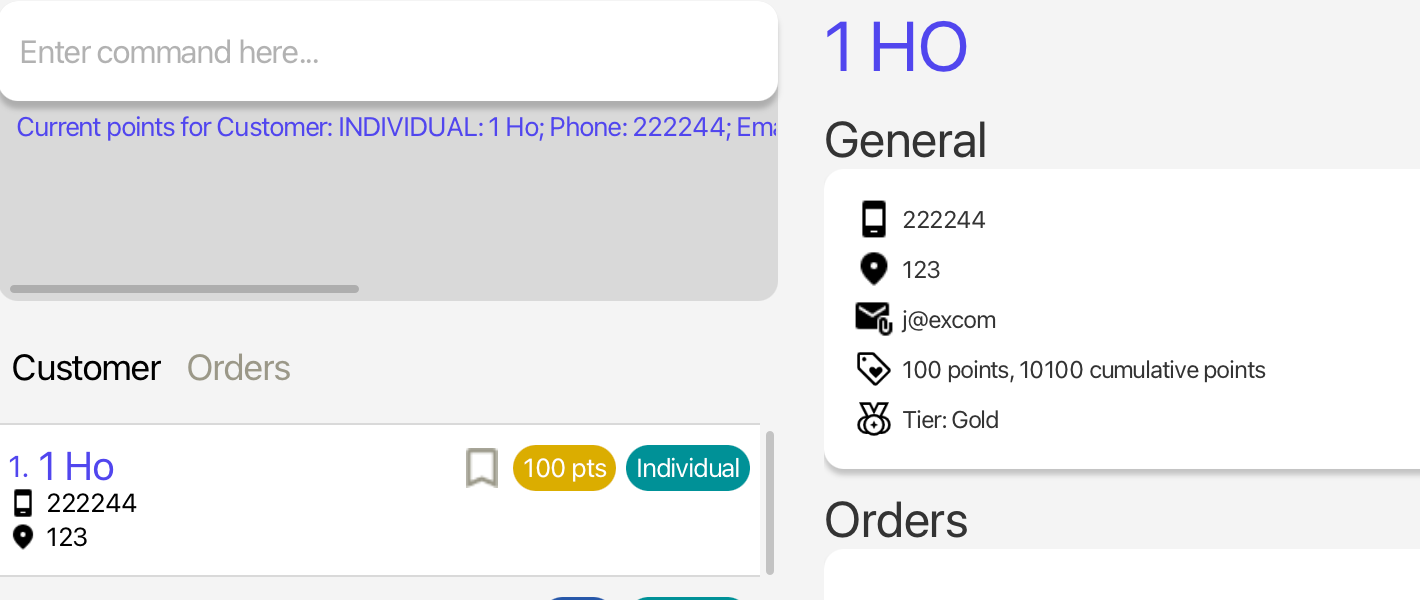 Enter command here...
Current points for Customer: INDIVIDUAL: 1 Ho; Phone: 222244; Ema
Customer Orders
1. 1 Ho
100 pts Individual
222244
123
1 HO
General
222244
123
j@excom
100 points, 10100 cumulative points
Tier: Gold
Orders